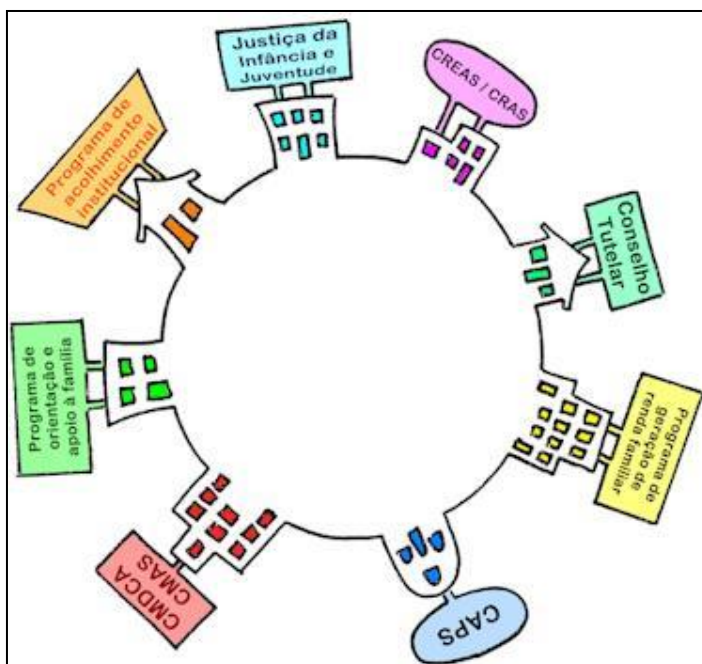 Justiça da
Infância e
Juventude
CREAS / CRAS
Conselho
Tutelar
Programa de
geração de
renda familiar
CAPS
CMDCA
CMAS
Programa de
orientação e
apoio à família
Programa de
acolhimento
institucional